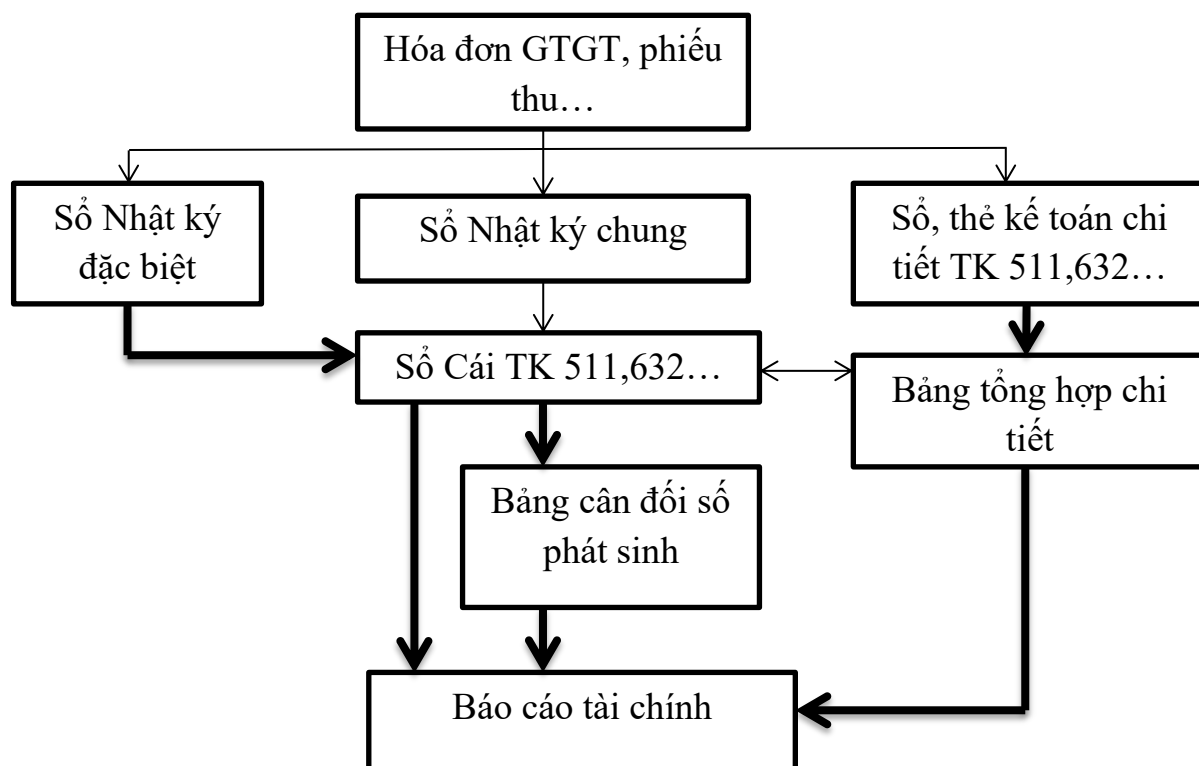 Hóa đơn GTGT, phiếu
thu…
Sổ Nhật ký
đặc biệt
Sổ Nhật ký chung
Sổ, thẻ kế toán chi
tiết TK 511,632…
Sổ Cái TK 511,632…
Bảng tổng hợp chi
tiết
Bảng cân đối số
phát sinh
Báo cáo tài chính